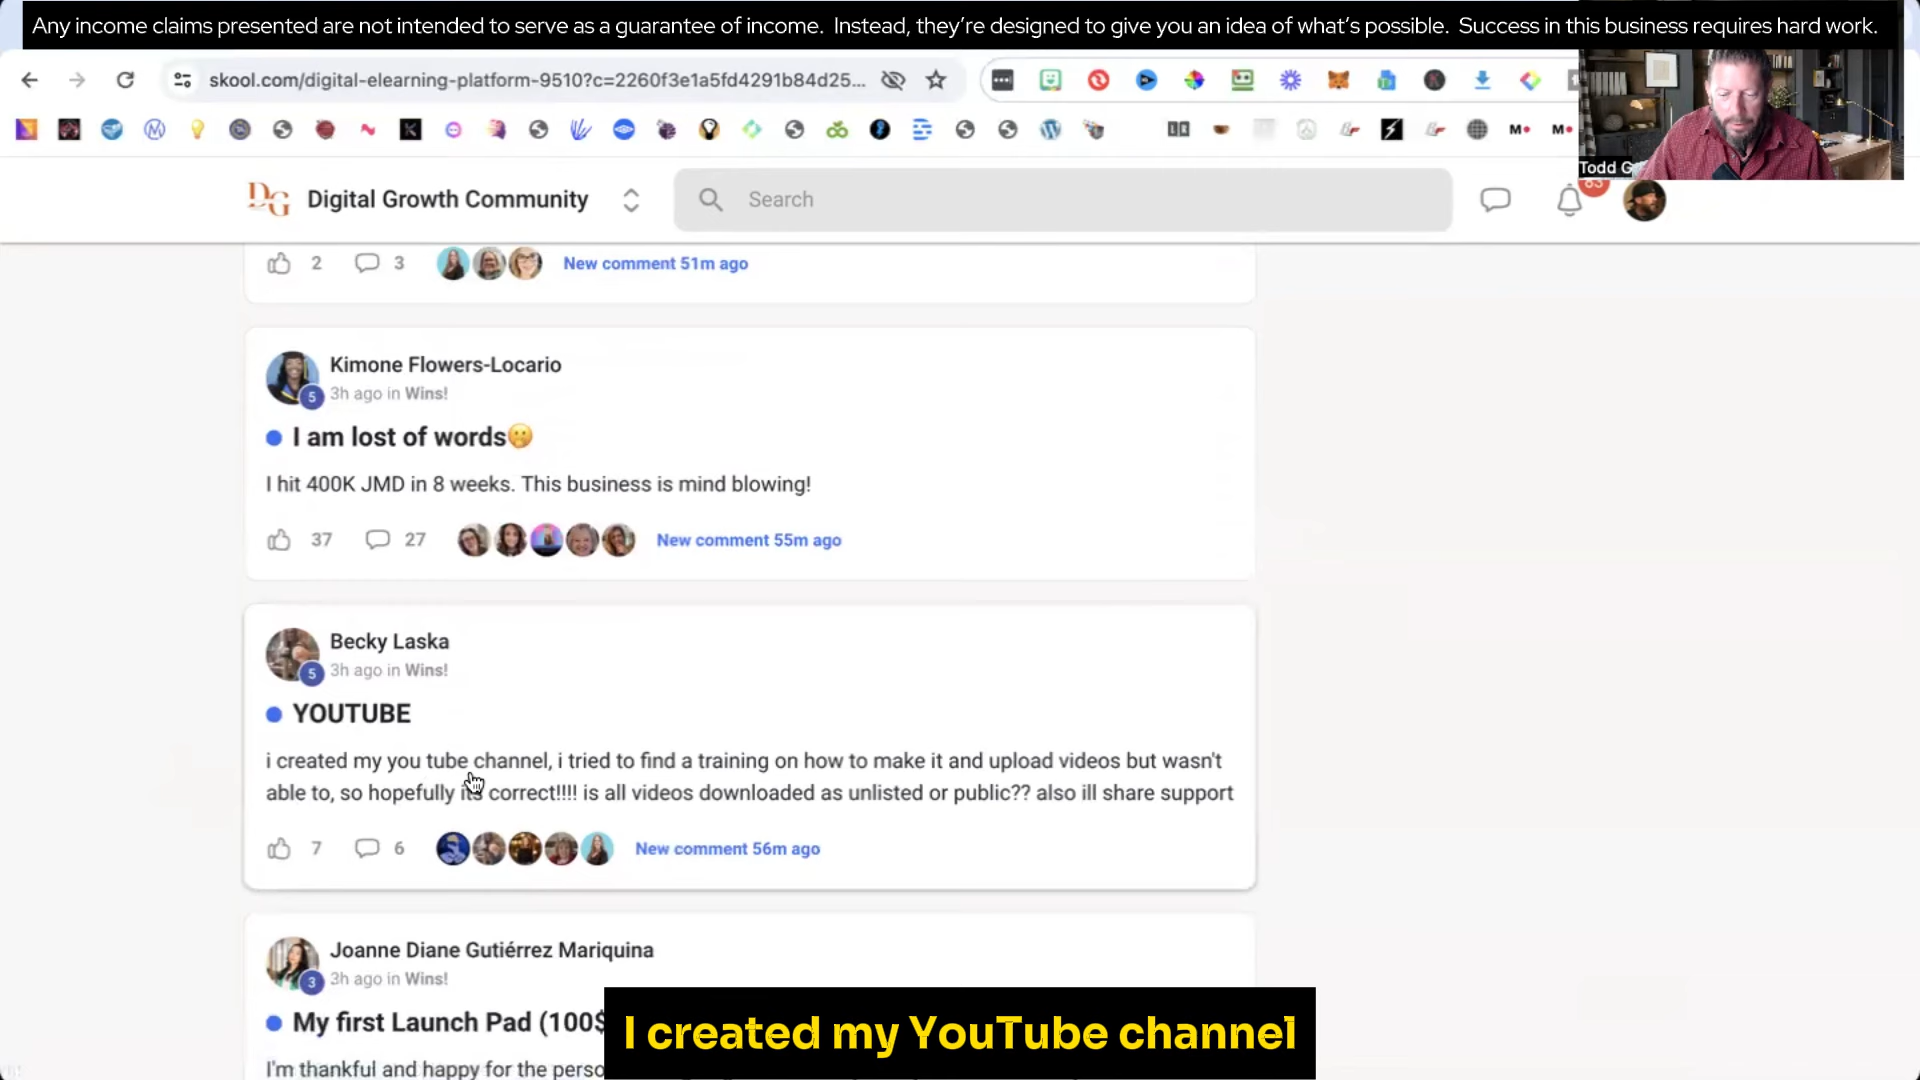 Any income claims presented are not intended to serve as a guarantee of income. Instead, they're designed to give you an idea of what's possible. Success in this business requires hard work.
skool.com/digital-elearning-platform-9510?c=2260f3e1a5fd4291b84d25...
Todd G
DG Digital Growth Community
Search
2 3 New comment 51m ago
Kimone Flowers-Locario
5 3h ago in Wins!
I am lost of words
I hit 400K JMD in 8 weeks. This business is mind blowing!
37 27 New comment 55m ago
Becky Laska
5 3h ago in Wins!
YOUTUBE
i created my you tube channel, i tried to find a training on how to make it and upload videos but wasn't
able to, so hopefully its correct!!!! is all videos downloaded as unlisted or public?? also ill share support
7 6 New comment 56m ago
Joanne Diane Gutiérrez Mariquina
3 3h ago in Wins!
My first Launch Pad (100$
I'm thankful and happy for the perso
I created my YouTube channel